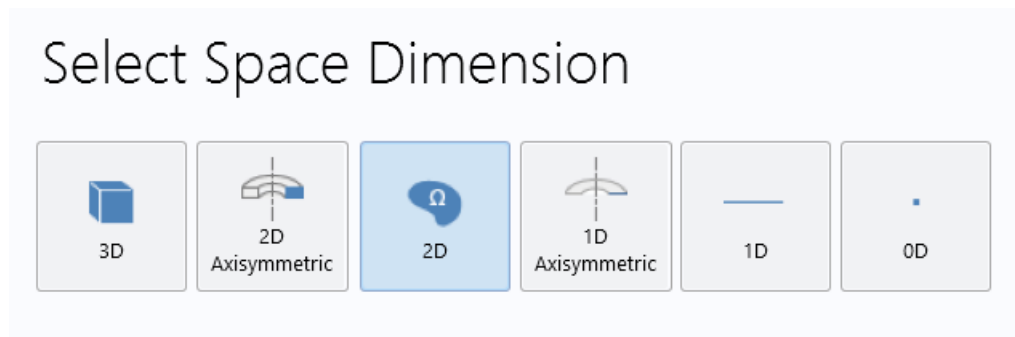 Select Space Dimension
Ω
3D
2D
Axisymmetric
2D
1D
Axisymmetric
1D
0D